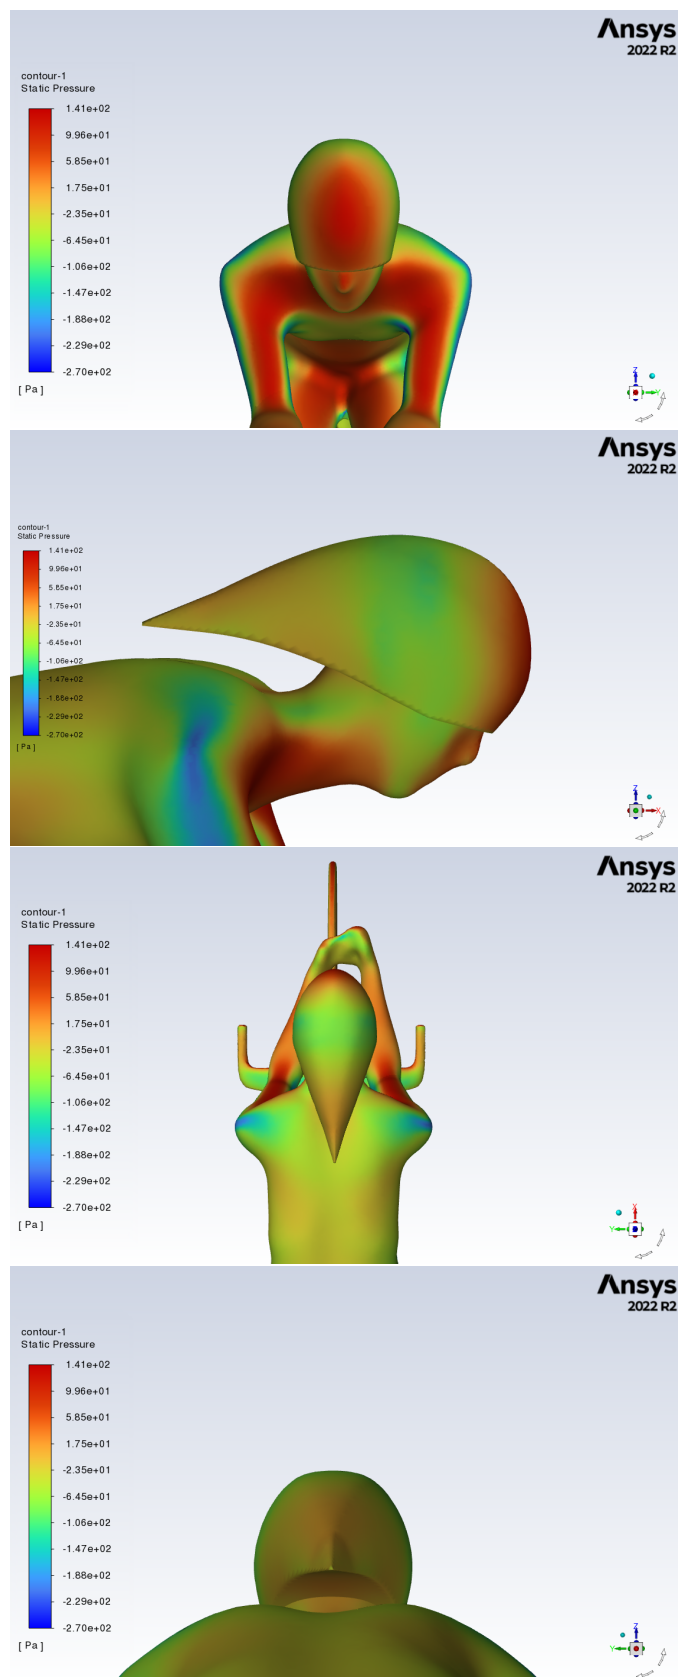 Ansys
2022 R2
contour-1
Static Pressure
1.41e+02
9.96e+01
5.85e+01
1.75e+01
-2.35e+01
-6.45e+01
-1.06e+02
-1.47e+02
-1.88e+02
-2.29e+02
-2.70e+02
[ Pa ]
Z
Y
Ansys
2022 R2
contour-1
Static Pressure
1.41e+02
9.96e+01
5.85e+01
1.75e+01
-2.35e+01
-6.45e+01
-1.06e+02
-1.47e+02
-1.88e+02
-2.29e+02
-2.70e+02
[ Pa ]
Z
X
Ansys
2022 R2
contour-1
Static Pressure
1.41e+02
9.96e+01
5.85e+01
1.75e+01
-2.35e+01
-6.45e+01
-1.06e+02
-1.47e+02
-1.88e+02
-2.29e+02
-2.70e+02
[ Pa ]
X
Y
Ansys
2022 R2
contour-1
Static Pressure
1.41e+02
9.96e+01
5.85e+01
1.75e+01
-2.35e+01
-6.45e+01
-1.06e+02
-1.47e+02
-1.88e+02
-2.29e+02
-2.70e+02
[ Pa ]
Z
Y